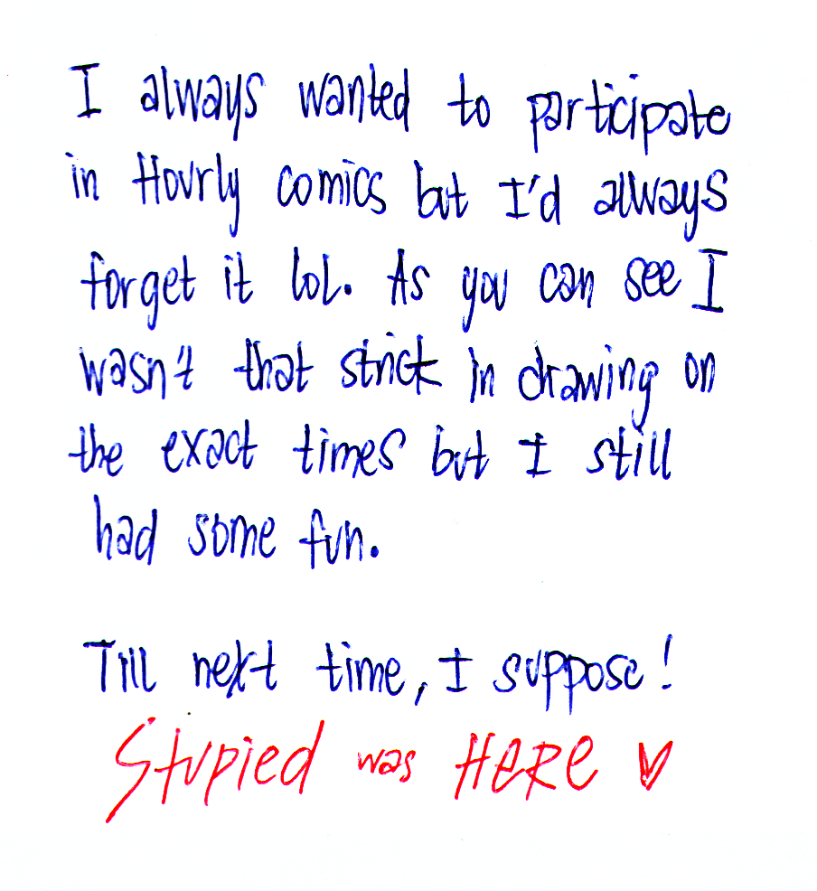 I always wanted to participate
in Hourly comics but I'd always
forget it lol. As you can see I
wasn't that strict in drawing on
the exact times but I still
had some fun.
Till next time, I suppose!
Stupied was HERE ♥